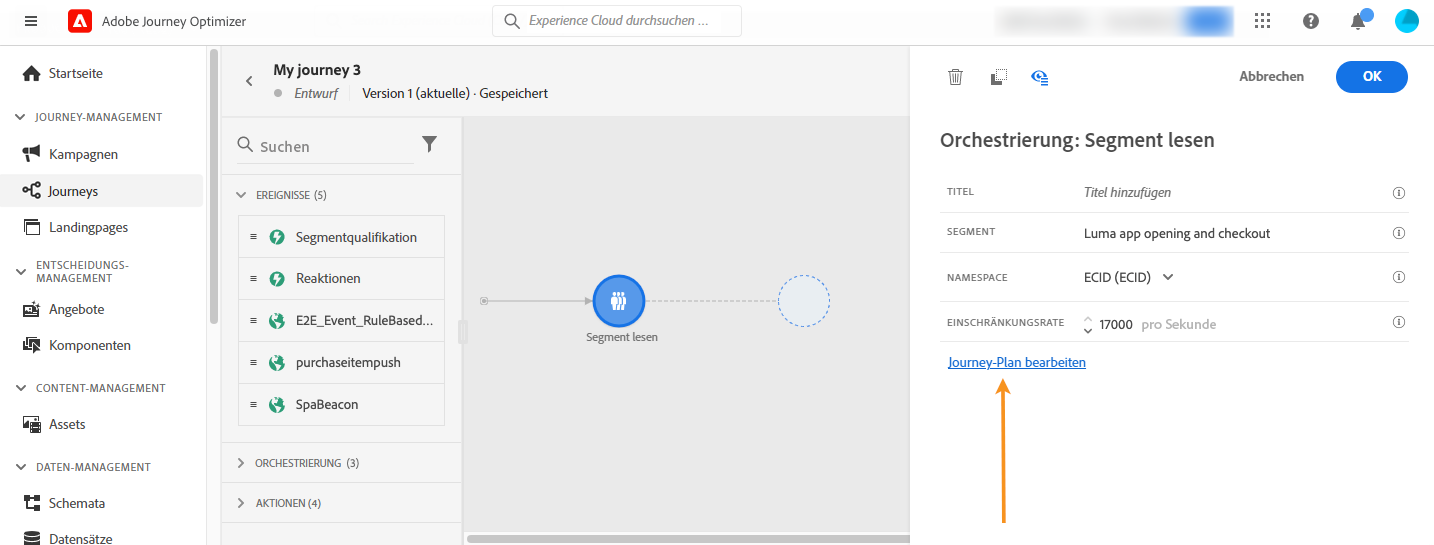 Adobe Journey Optimizer
Experience Cloud durchsuchen ...
Startseite
JOURNEY-MANAGEMENT
Kampagnen
Journeys
Landingpages
ENTSCHEIDUNGS-
MANAGEMENT
Angebote
Komponenten
CONTENT-MANAGEMENT
Assets
DATEN-MANAGEMENT
Schemata
Datensätze
My journey 3
Entwurf
Version 1 (aktuelle) · Gespeichert
Suchen
EREIGNISSE (5)
Segmentqualifikation
Reaktionen
E2E_Event_RuleBased...
purchaseitempush
SpaBeacon
ORCHESTRIERUNG (3)
AKTIONEN (4)
Segment lesen
Abbrechen
OK
Orchestrierung: Segment lesen
TITEL
Titel hinzufügen
SEGMENT
Luma app opening and checkout
NAMESPACE
ECID (ECID)
EINSCHRÄNKUNGSRATE
17000 pro Sekunde
Journey-Plan bearbeiten